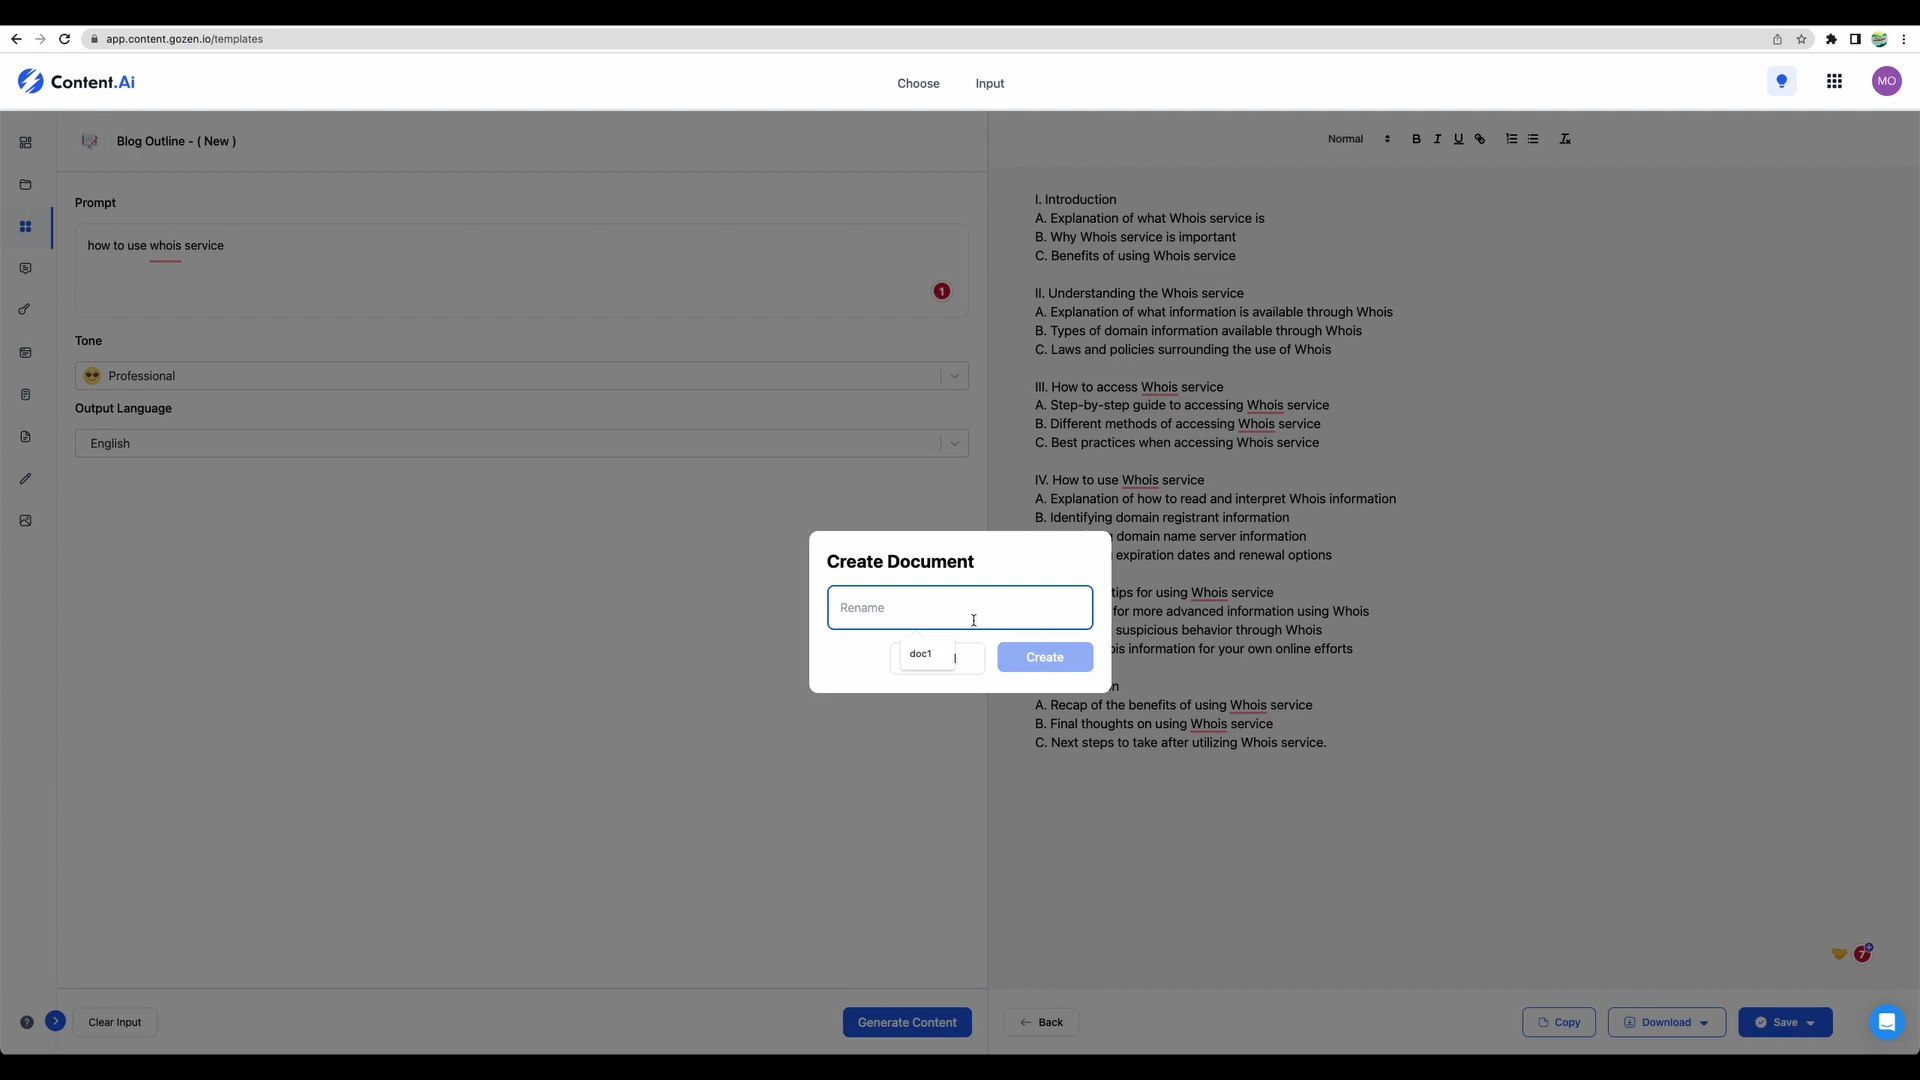 app.content.gozen.io/templates
Content.Ai
Choose
Input
MO
Blog Outline - ( New )
Normal
Prompt
how to use whois service
1
Tone
Professional
Output Language
English
I. Introduction
A. Explanation of what Whois service is
B. Why Whois service is important
C. Benefits of using Whois service
II. Understanding the Whois service
A. Explanation of what information is available through Whois
B. Types of domain information available through Whois
C. Laws and policies surrounding the use of Whois
III. How to access Whois service
A. Step-by-step guide to accessing Whois service
B. Different methods of accessing Whois service
C. Best practices when accessing Whois service
IV. How to use Whois service
A. Explanation of how to read and interpret Whois information
B. Identifying domain registrant information
domain name server information
expiration dates and renewal options
tips for using Whois service
for more advanced information using Whois
suspicious behavior through Whois
information for your own online efforts
A. Recap of the benefits of using Whois service
B. Final thoughts on using Whois service
C. Next steps to take after utilizing Whois service.
Create Document
Rename
doc1
Create
7
Clear Input
Generate Content
Back
Copy
Download
Save